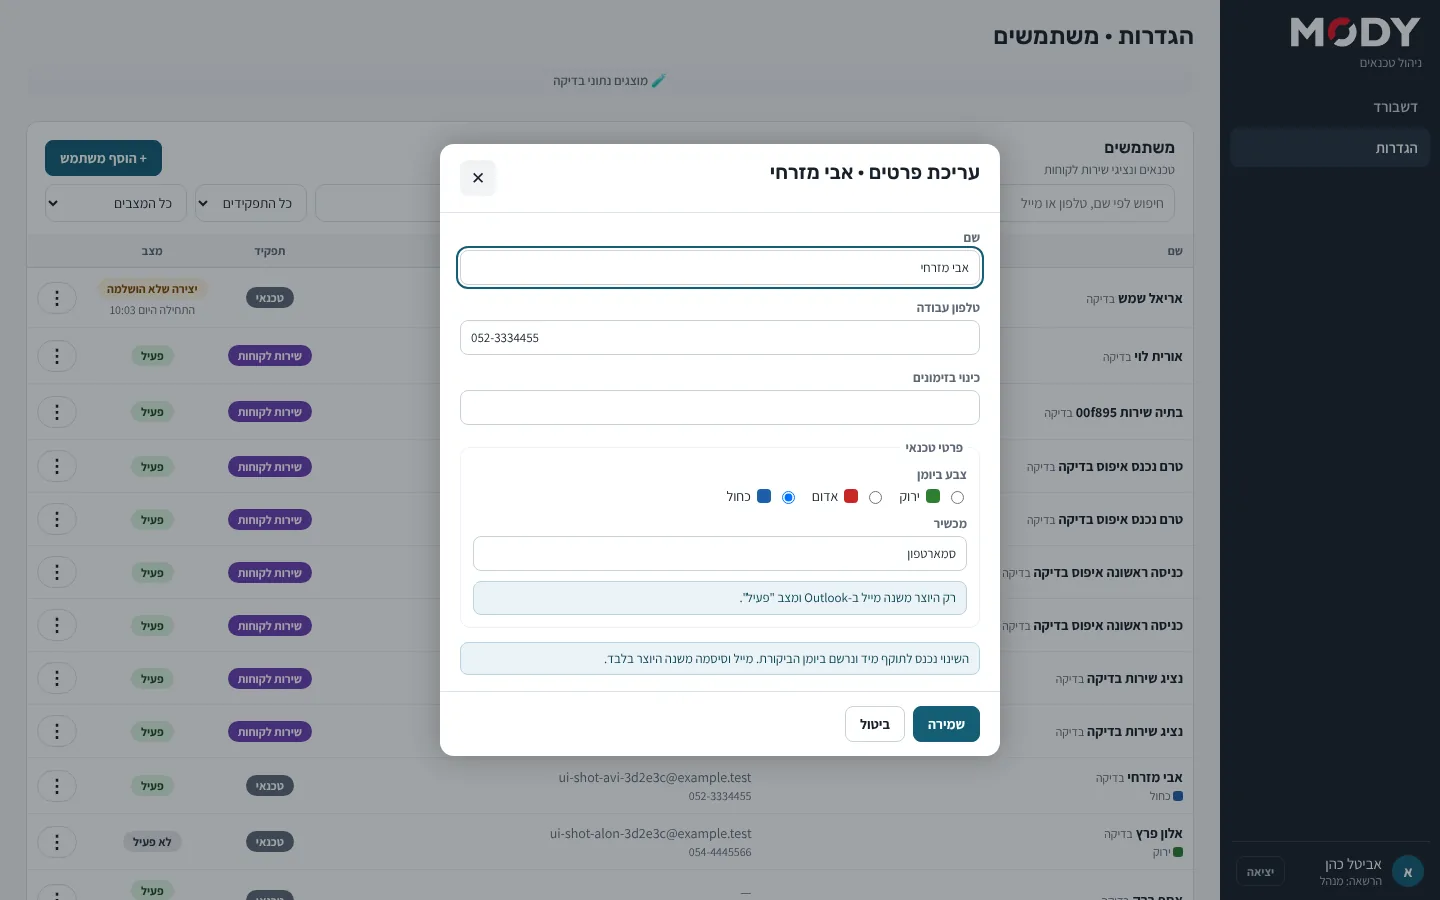 MODY
ניהול טכנאים
דשבורד
הגדרות
הגדרות • משתמשים
🧪 מוצגים נתוני בדיקה
משתמשים
טכנאים ונציגי שירות לקוחות
+ הוסף משתמש
חיפוש לפי שם, טלפון או מייל
כל התפקידים
כל המצבים
שם
תפקיד
מצב
אריאל שמש בדיקה
טכנאי
יצירה שלא הושלמה
התחילה היום 10:03
אורית לוי בדיקה
שירות לקוחות
פעיל
בתיה שירות 00f895 בדיקה
שירות לקוחות
פעיל
טרם נכנס איפוס בדיקה בדיקה
שירות לקוחות
פעיל
טרם נכנס איפוס בדיקה בדיקה
שירות לקוחות
פעיל
כניסה ראשונה איפוס בדיקה בדיקה
שירות לקוחות
פעיל
כניסה ראשונה איפוס בדיקה בדיקה
שירות לקוחות
פעיל
נציג שירות בדיקה בדיקה
שירות לקוחות
פעיל
נציג שירות בדיקה בדיקה
שירות לקוחות
פעיל
אבי מזרחי בדיקה
כחול
ui-shot-avi-3d2e3c@example.test
052-3334455
טכנאי
פעיל
אלון פרץ בדיקה
ירוק
ui-shot-alon-3d2e3c@example.test
054-4445566
טכנאי
לא פעיל
—
פעיל
עריכת פרטים • אבי מזרחי
✕
שם
אבי מזרחי
טלפון עבודה
052-3334455
כינוי בזימונים
פרטי טכנאי
צבע ביומן
ירוק
אדום
כחול
מכשיר
סמארטפון
רק היוצר משנה מייל ב-Outlook ומצב "פעיל".
השינוי נכנס לתוקף מיד ונרשם ביומן הביקורת. מייל וסיסמה משנה היוצר בלבד.
שמירה
ביטול
א
אביטל כהן
הרשאה: מנהל
יציאה